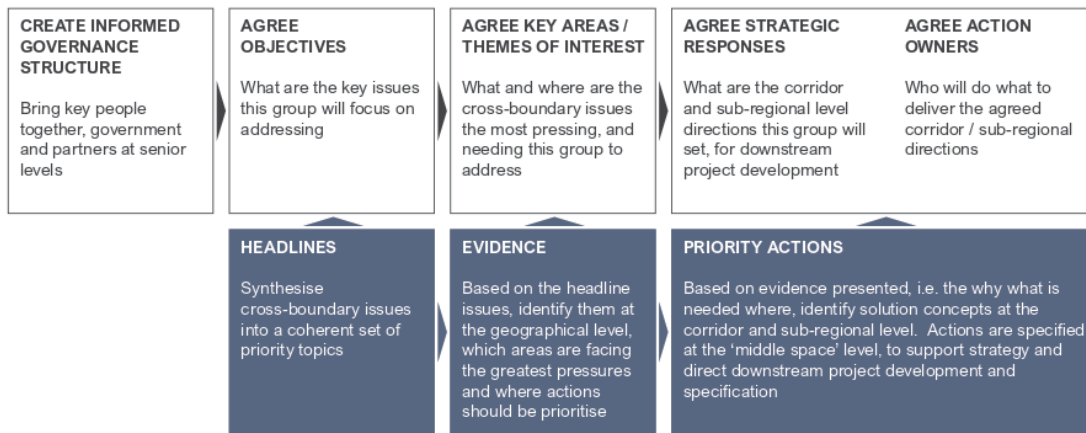 CREATE INFORMED
GOVERNANCE
STRUCTURE
Bring key people
together, government
and partners at senior
levels
AGREE
OBJECTIVES
What are the key issues
this group will focus on
addressing
AGREE KEY AREAS /
THEMES OF INTEREST
What and where are the
cross-boundary issues
the most pressing, and
needing this group to
address
AGREE STRATEGIC
RESPONSES
What are the corridor
and sub-regional level
directions this group will
set, for downstream
project development
AGREE ACTION
OWNERS
Who will do what to
deliver the agreed
corridor / sub-regional
directions
HEADLINES
Synthesise
cross-boundary issues
into a coherent set of
priority topics
EVIDENCE
Based on the headline
issues, identify them at
the geographical level,
which areas are facing
the greatest pressures
and where actions
should be prioritise
PRIORITY ACTIONS
Based on evidence presented, i.e. the why what is
needed where, identify solution concepts at the
corridor and sub-regional level.  Actions are specified
at the ‘middle space’ level, to support strategy and
direct downstream project development and
specification